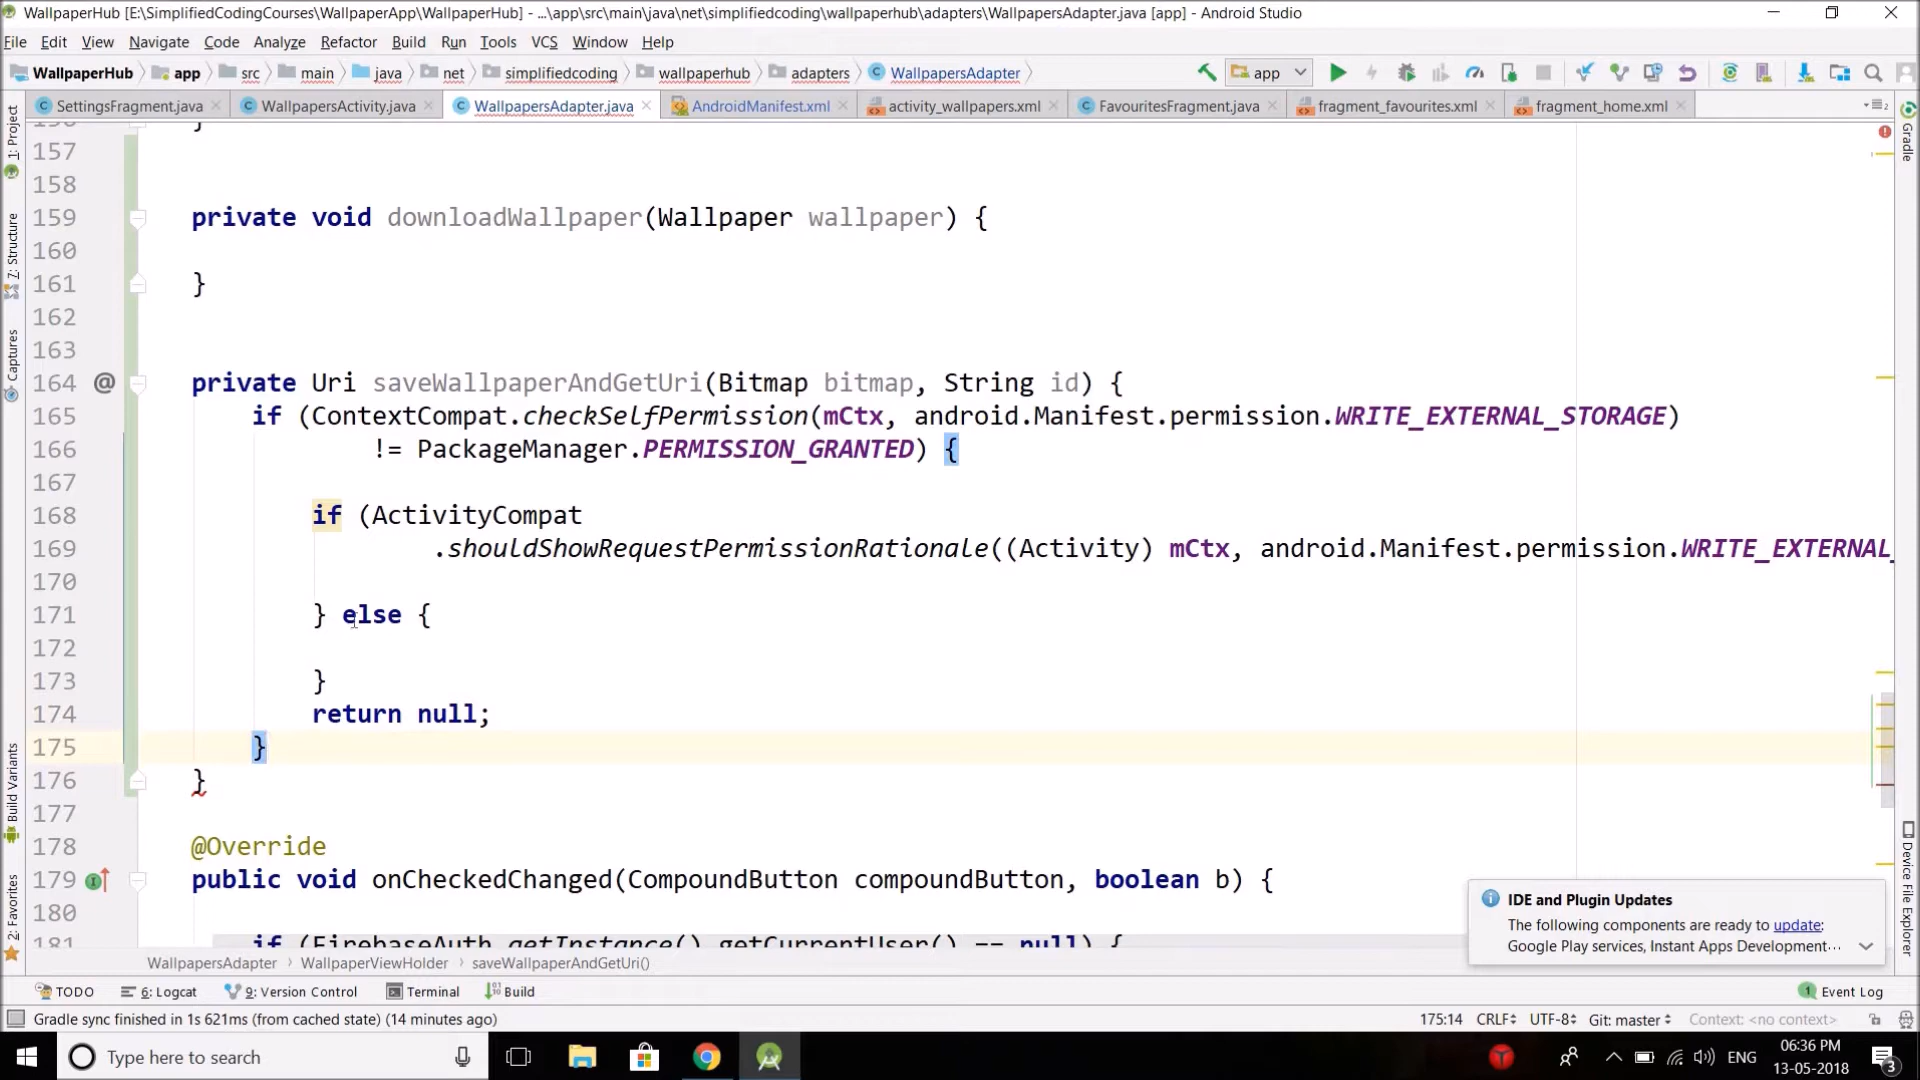 WallpaperHub [E:\SimplifiedCodingCourses\WallpaperApp\WallpaperHub] - ...\app\src\main\java\net\simplifiedcoding\wallpaperhub\adapters\WallpapersAdapter.java [app] - Android Studio
File Edit View Navigate Code Analyze Refactor Build Run Tools VCS Window Help
WallpaperHub app src main java net simplifiedcoding wallpaperhub adapters WallpapersAdapter app
SettingsFragment.java WallpapersActivity.java WallpapersAdapter.java AndroidManifest.xml activity_wallpapers.xml FavouritesFragment.java fragment_favourites.xml fragment_home.xml
1: Project
7: Structure
Captures
Build Variants
2: Favorites
Gradle
Device File Explorer
156 }
157
158
159 private void downloadWallpaper(Wallpaper wallpaper) {
160
161 }
162
163
164 @ private Uri saveWallpaperAndGetUri(Bitmap bitmap, String id) {
165 if (ContextCompat.checkSelfPermission(mCtx, android.Manifest.permission.WRITE_EXTERNAL_STORAGE)
166 != PackageManager.PERMISSION_GRANTED) {
167
168 if (ActivityCompat
169 .shouldShowRequestPermissionRationale((Activity) mCtx, android.Manifest.permission.WRITE_EXTERNAL_
170
171 } else {
172
173 }
174 return null;
175 }
176 }
177
178 @Override
179 public void onCheckedChanged(CompoundButton compoundButton, boolean b) {
180
181 if (FirebaseAuth.getInstance().getCurrentUser() == null) {
IDE and Plugin Updates
The following components are ready to update:
Google Play services, Instant Apps Development...
WallpapersAdapter WallpaperViewHolder saveWallpaperAndGetUri()
TODO 6: Logcat 9: Version Control Terminal Build 1 Event Log
Gradle sync finished in 1s 621ms (from cached state) (14 minutes ago) 175:14 CRLF UTF-8 Git: master Context: <no context>
Type here to search ENG 06:36 PM
13-05-2018 3